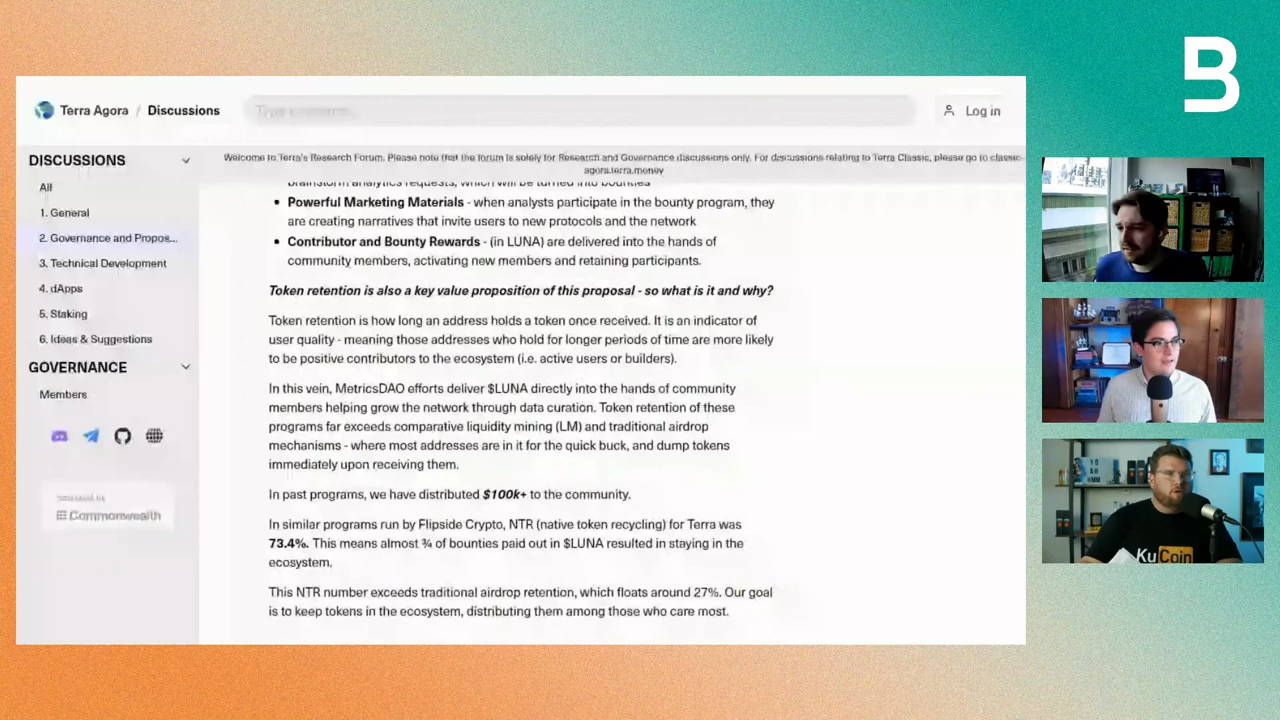 B
Terra Agora / Discussions
Log in
DISCUSSIONS
All
1. General
2. Governance and Propos...
3. Technical Development
4. dApps
5. Staking
6. Ideas & Suggestions
GOVERNANCE
Members
Commonwealth
Welcome to Terra's Research Forum. Please note that the forum is solely for Research and Governance discussions only. For discussions relating to Terra Classic, please go to classic-
agora.terra.money
brainstorm analytics requests, which will be turned into bounties
• Powerful Marketing Materials - when analysts participate in the bounty program, they
are creating narratives that invite users to new protocols and the network
• Contributor and Bounty Rewards - (in LUNA) are delivered into the hands of
community members, activating new members and retaining participants.
Token retention is also a key value proposition of this proposal - so what is it and why?
Token retention is how long an address holds a token once received. It is an indicator of
user quality - meaning those addresses who hold for longer periods of time are more likely
to be positive contributors to the ecosystem (i.e. active users or builders).
In this vein, MetricsDAO efforts deliver $LUNA directly into the hands of community
members helping grow the network through data curation. Token retention of these
programs far exceeds comparative liquidity mining (LM) and traditional airdrop
mechanisms - where most addresses are in it for the quick buck, and dump tokens
immediately upon receiving them.
In past programs, we have distributed $100k+ to the community.
In similar programs run by Flipside Crypto, NTR (native token recycling) for Terra was
73.4%. This means almost ¾ of bounties paid out in $LUNA resulted in staying in the
ecosystem.
This NTR number exceeds traditional airdrop retention, which floats around 27%. Our goal
is to keep tokens in the ecosystem, distributing them among those who care most.
KuCoin